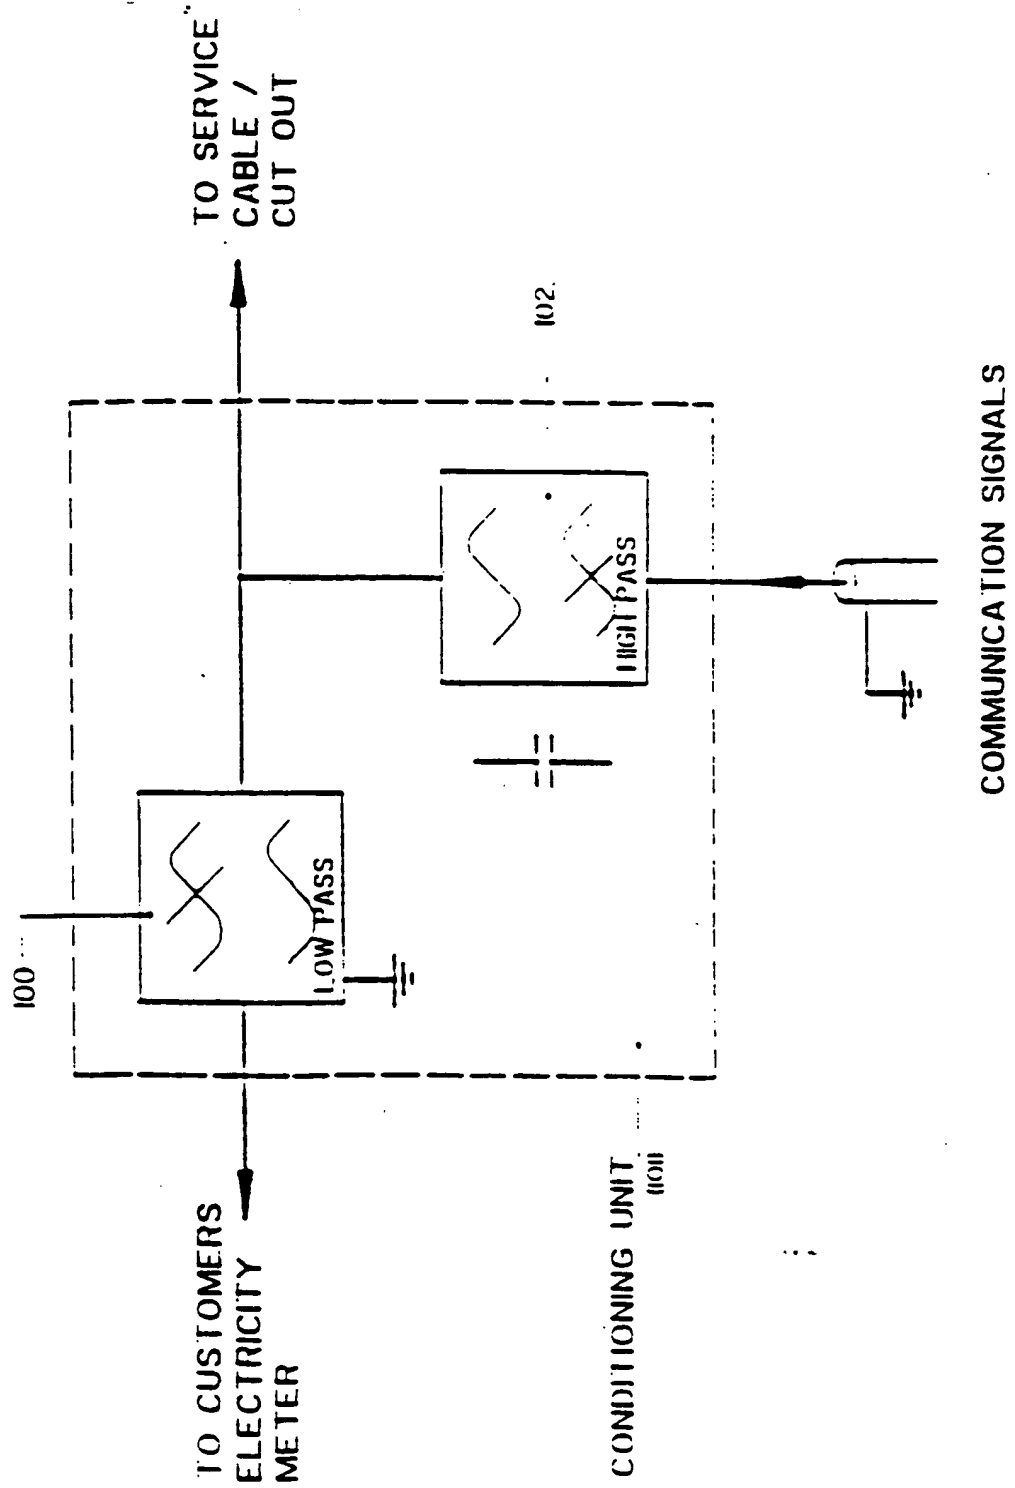 100
TO CUSTOMERS
ELECTRICITY
METER
TO SERVICE
CABLE /
CUT OUT
LOW PASS
HIGH PASS
102.
CONDITIONING UNIT
COMMUNICATION SIGNALS